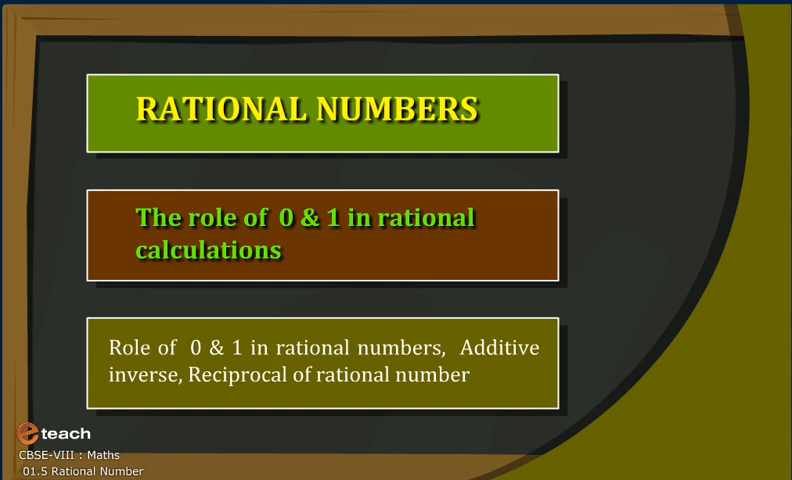 RATIONAL NUMBERS
The role of 0 & 1 in rational
calculations
Role of 0 & 1 in rational numbers, Additive
inverse, Reciprocal of rational number
eteach
CBSE-VIII : Maths
01.5 Rational Number